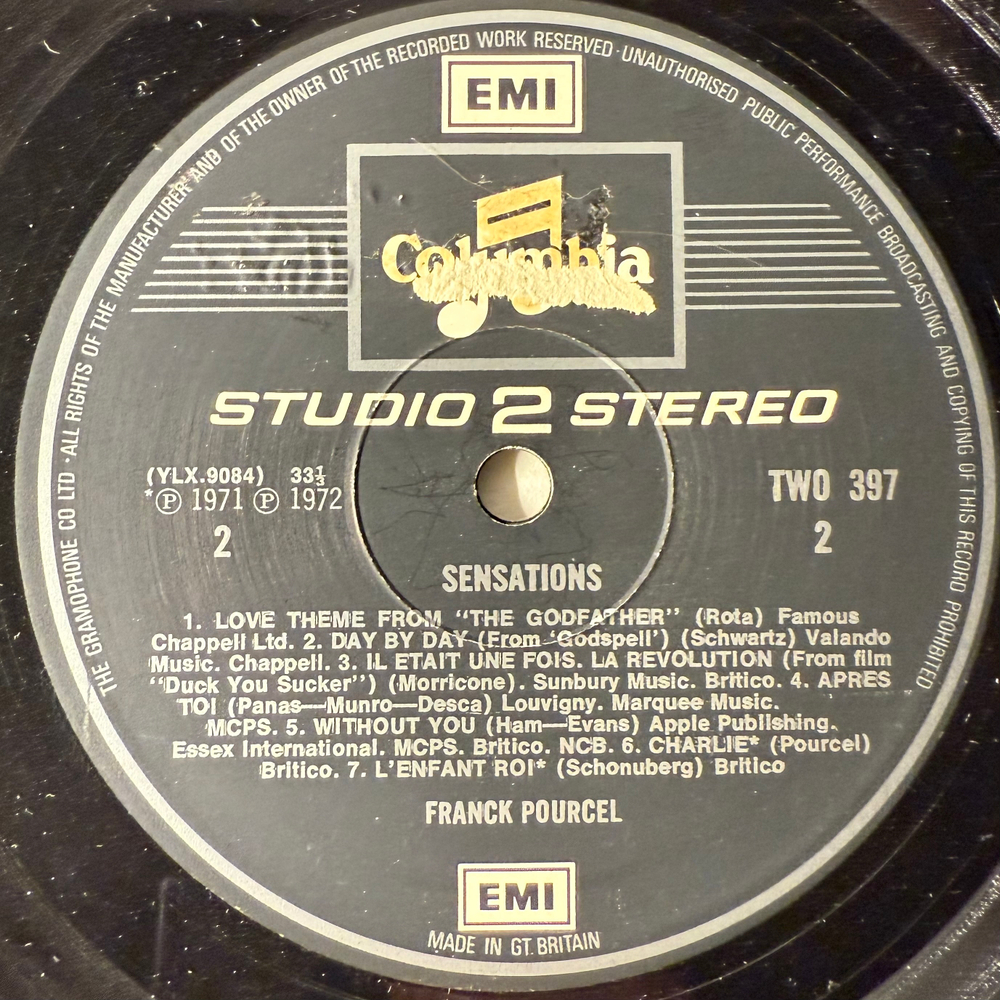 THE GRAMOPHONE CO LTD · ALL RIGHTS OF THE MANUFACTURER AND OF THE OWNER OF THE RECORDED WORK RESERVED · UNAUTHORISED PUBLIC PERFORMANCE BROADCASTING AND COPYING OF THIS RECORD PROHIBITED
EMI
Columbia
STUDIO 2 STEREO
(YLX.9084) 33⅓
*Ⓟ 1971 Ⓟ 1972
2
TWO 397
2
SENSATIONS
1. LOVE THEME FROM “THE GODFATHER” (Rota) Famous
Chappell Ltd. 2. DAY BY DAY (From ‘Godspell’) (Schwartz) Valando
Music. Chappell. 3. IL ETAIT UNE FOIS. LA REVOLUTION (From film
“Duck You Sucker”) (Morricone). Sunbury Music. Britico. 4. APRES
TOI (Panas—Munro—Desca) Louvigny. Marquee Music.
MCPS. 5. WITHOUT YOU (Ham—Evans) Apple Publishing.
Essex International. MCPS. Britico. NCB. 6. CHARLIE* (Pourcel)
Britico. 7. L'ENFANT ROI* (Schonuberg) Britico
FRANCK POURCEL
EMI
MADE IN GT. BRITAIN